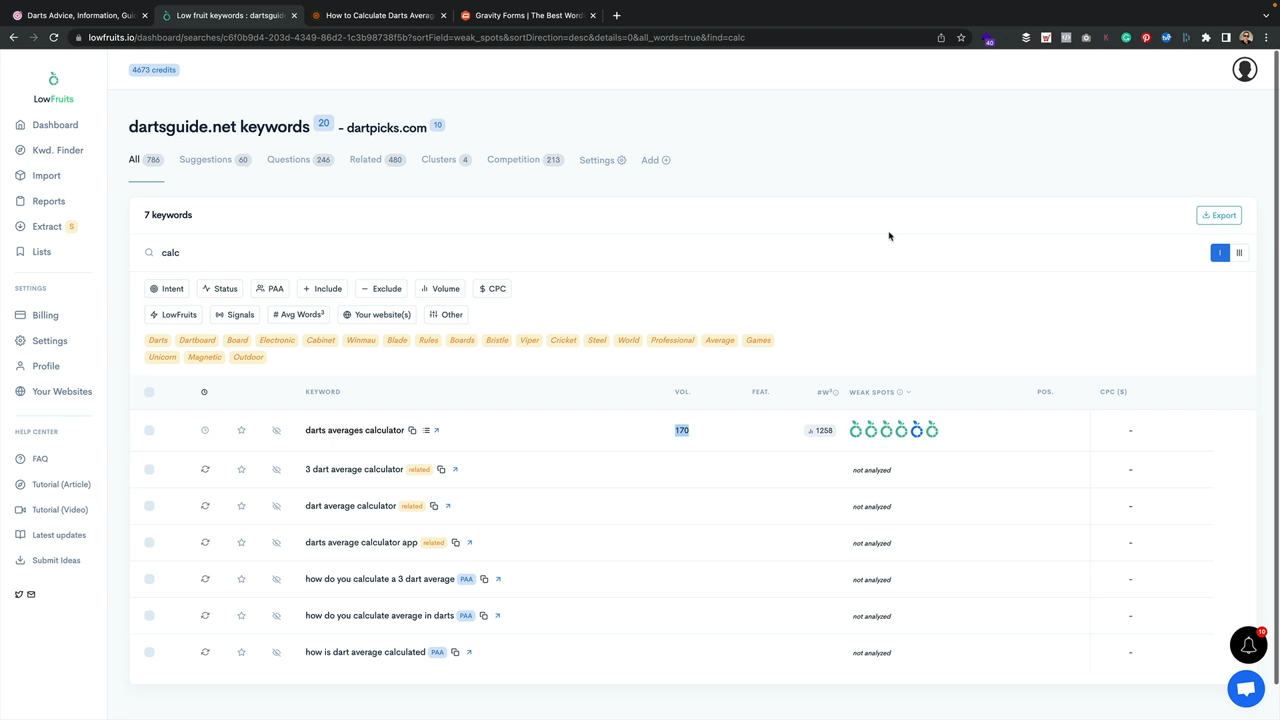 Darts Advice, Information, Gui
Low fruit keywords : dartsguide
How to Calculate Darts Averag
Gravity Forms | The Best Word
lowfruits.io/dashboard/searches/c6f0b9d4-203d-4349-86d2-1c3b98738f5b?sortField=weak_spots&sortDirection=desc&details=0&all_words=true&find=calc
40
4673 credits
LowFruits
Dashboard
Kwd. Finder
Import
Reports
Extract S
Lists
SETTINGS
Billing
Settings
Profile
Your Websites
HELP CENTER
FAQ
Tutorial (Article)
Tutorial (Video)
Latest updates
Submit Ideas
dartsguide.net keywords 20 - dartpicks.com 10
All 786 Suggestions 60 Questions 246 Related 480 Clusters 4 Competition 213 Settings Add
7 keywords
Export
calc
Intent Status PAA + Include − Exclude Volume $ CPC
LowFruits Signals # Avg Words³ Your website(s) Other
Darts Dartboard Board Electronic Cabinet Winmau Blade Rules Boards Bristle Viper Cricket Steel World Professional Average Games
Unicorn Magnetic Outdoor
KEYWORD VOL. FEAT. #W³ WEAK SPOTS POS. CPC ($)
darts averages calculator 170 1258 -
3 dart average calculator related not analyzed -
dart average calculator related not analyzed -
darts average calculator app related not analyzed -
how do you calculate a 3 dart average PAA not analyzed -
how do you calculate average in darts PAA not analyzed -
how is dart average calculated PAA not analyzed -
10